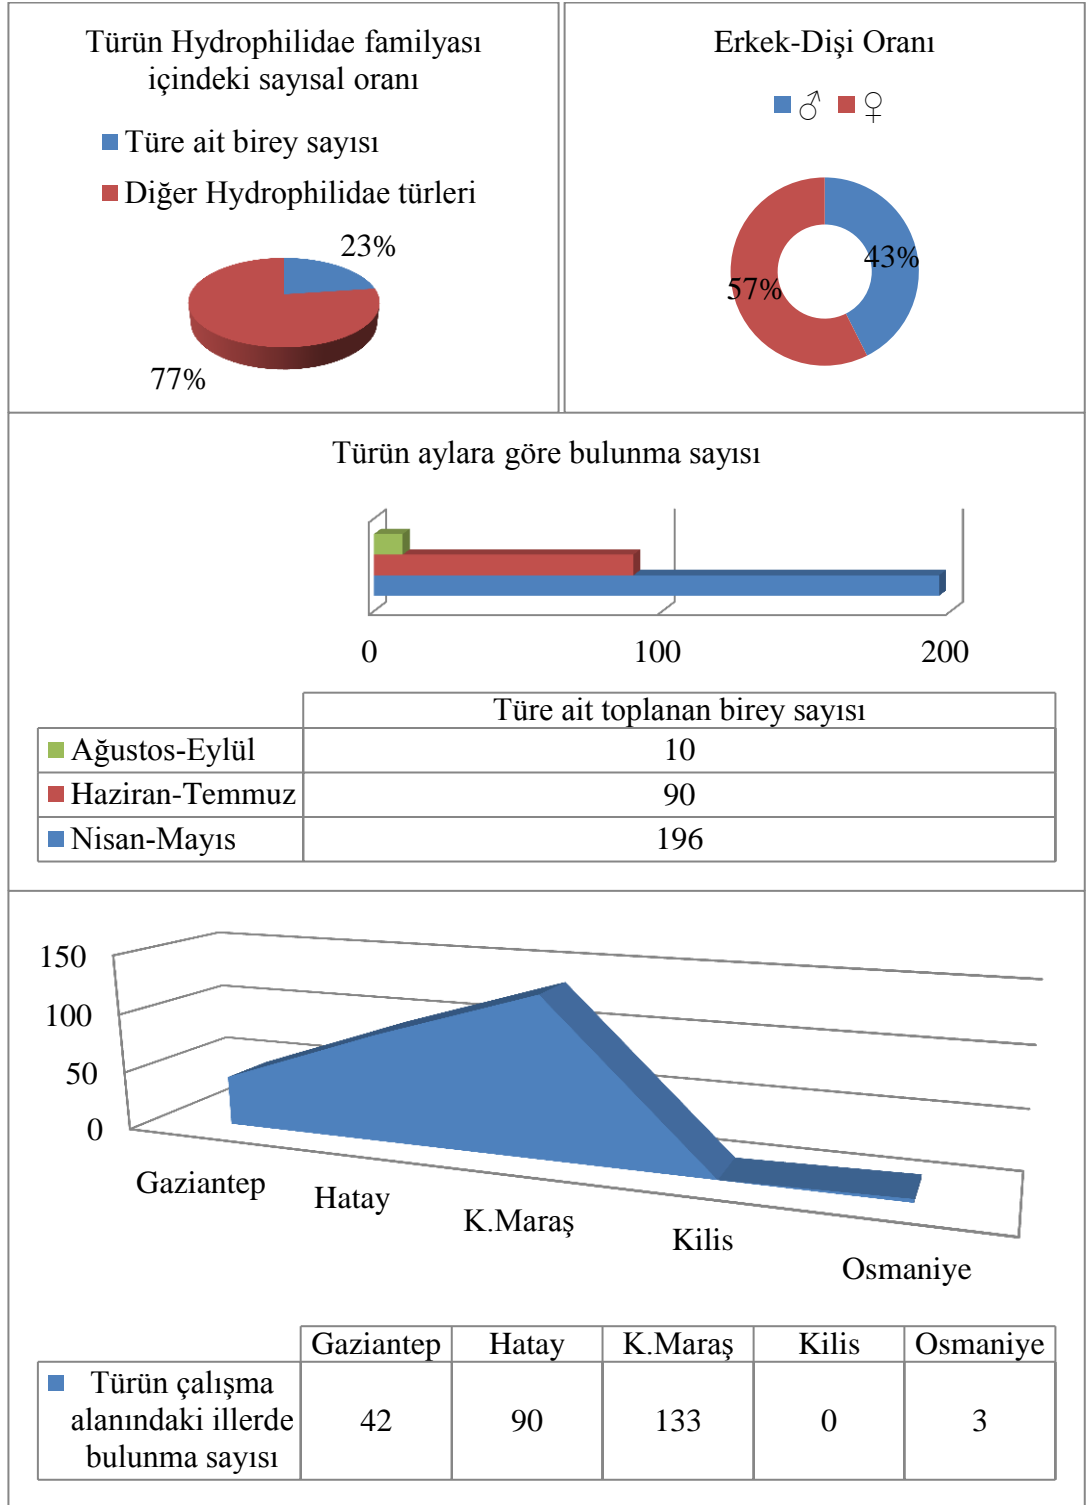 Türün Hydrophilidae familyası
içindeki sayısal oranı
Türe ait birey sayısı
Diğer Hydrophilidae türleri
23%
77%
Erkek-Dişi Oranı
♂ ♀
43%
57%
Türün aylara göre bulunma sayısı
0 100 200
Türe ait toplanan birey sayısı
Ağustos-Eylül 10
Haziran-Temmuz 90
Nisan-Mayıs 196
150
100
50
0
Gaziantep
Hatay
K.Maraş
Kilis
Osmaniye
Gaziantep Hatay K.Maraş Kilis Osmaniye
Türün çalışma
alanındaki illerde
bulunma sayısı
42 90 133 0 3